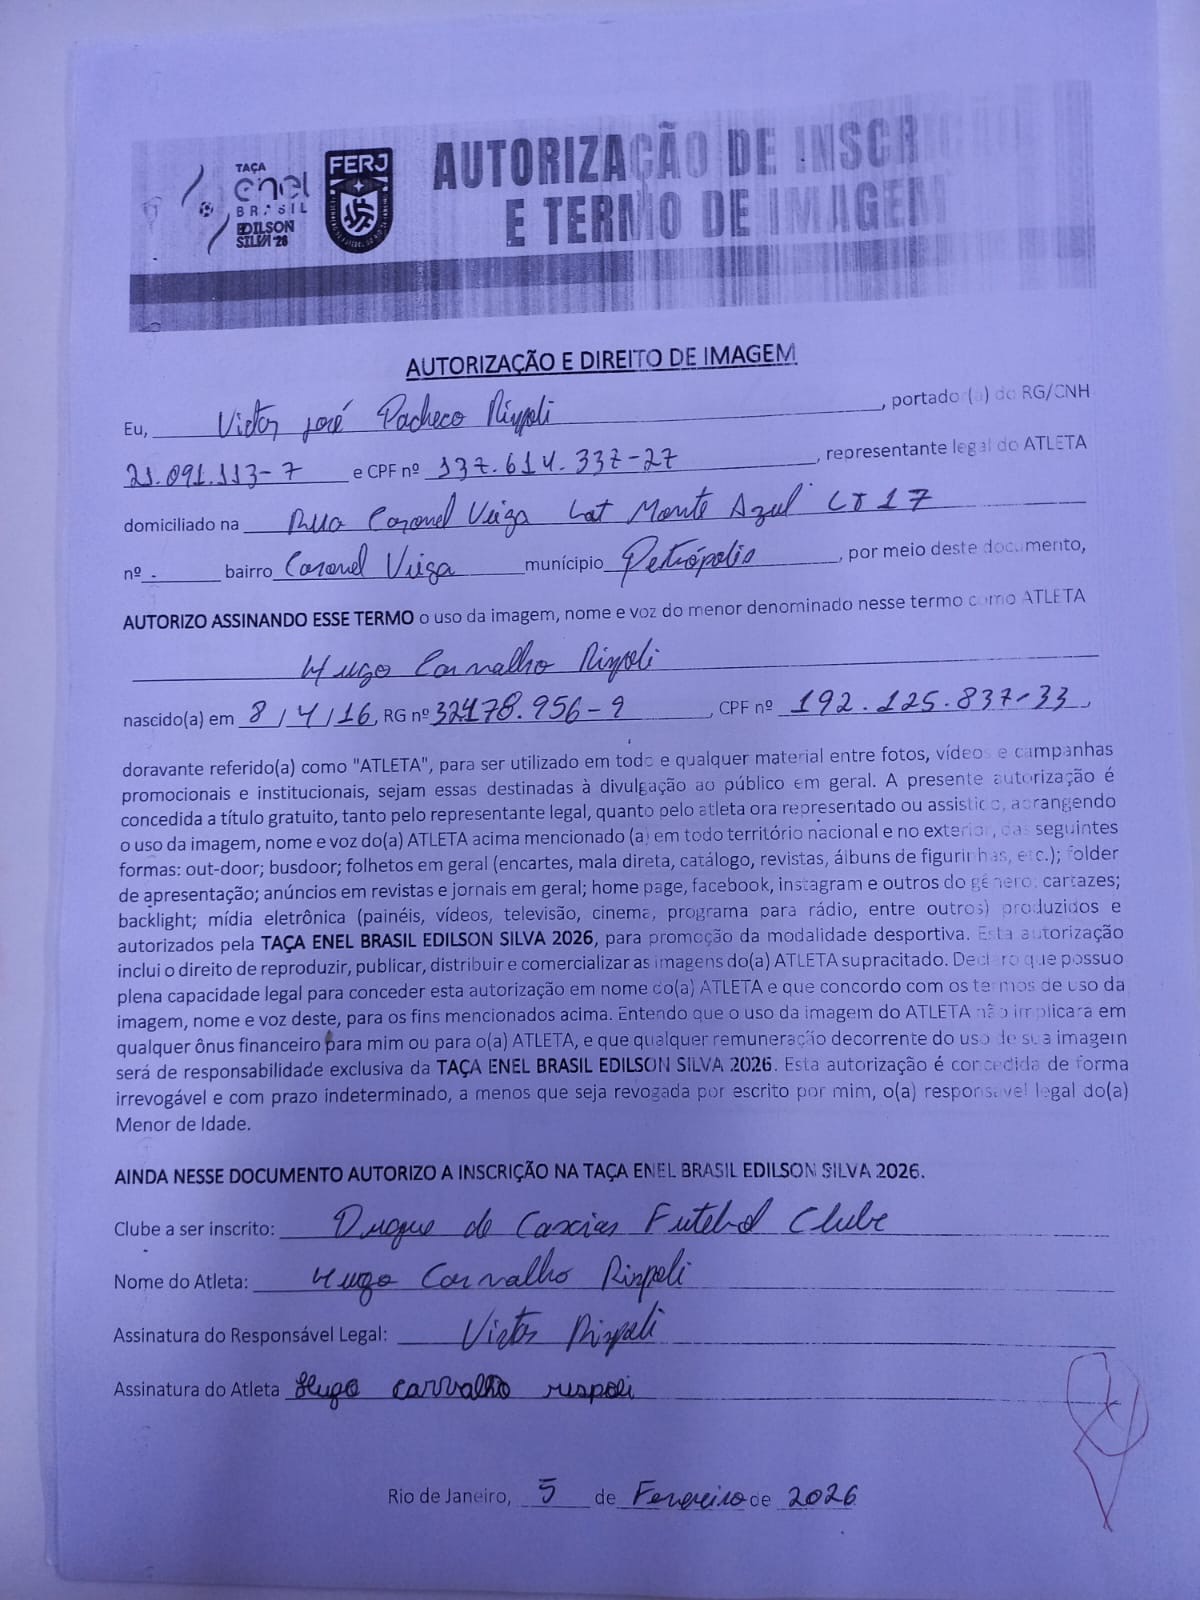 TAÇA
enel
BRASIL
EDILSON
SILVA'26
FERJ
AUTORIZAÇÃO DE INSCRI
E TERMO DE IMAGEM
AUTORIZAÇÃO E DIREITO DE IMAGEM
Eu, Victor José Pacheco Rispoli, portado (a) do RG/CNH
21.091.113-7 e CPF nº 137.614.337-27, representante legal do ATLETA
domiciliado na Rua Coronel Veiga Lot Monte Azul LT 17
nº - bairro Coronel Veiga munícipio Petrópolis, por meio deste documento,
AUTORIZO ASSINANDO ESSE TERMO o uso da imagem, nome e voz do menor denominado nesse termo como ATLETA
Hugo Carvalho Rispoli
nascido(a) em 8/4/16, RG nº 32.178.956-9, CPF nº 192.125.837-33,
doravante referido(a) como "ATLETA", para ser utilizado em todo e qualquer material entre fotos, vídeos e campanhas
promocionais e institucionais, sejam essas destinadas à divulgação ao público em geral. A presente autorização é
concedida a título gratuito, tanto pelo representante legal, quanto pelo atleta ora representado ou assistido, abrangendo
o uso da imagem, nome e voz do(a) ATLETA acima mencionado (a) em todo território nacional e no exterior, das seguintes
formas: out-door; busdoor; folhetos em geral (encartes, mala direta, catálogo, revistas, álbuns de figurinhas, etc.); folder
de apresentação; anúncios em revistas e jornais em geral; home page, facebook, instagram e outros do gênero; cartazes;
backlight; mídia eletrônica (painéis, vídeos, televisão, cinema, programa para rádio, entre outros) produzidos e
autorizados pela TAÇA ENEL BRASIL EDILSON SILVA 2026, para promoção da modalidade desportiva. Esta autorização
inclui o direito de reproduzir, publicar, distribuir e comercializar as imagens do(a) ATLETA supracitado. Declaro que possuo
plena capacidade legal para conceder esta autorização em nome do(a) ATLETA e que concordo com os termos de uso da
imagem, nome e voz deste, para os fins mencionados acima. Entendo que o uso da imagem do ATLETA não implicará em
qualquer ônus financeiro para mim ou para o(a) ATLETA, e que qualquer remuneração decorrente do uso de sua imagem
será de responsabilidade exclusiva da TAÇA ENEL BRASIL EDILSON SILVA 2026. Esta autorização é concedida de forma
irrevogável e com prazo indeterminado, a menos que seja revogada por escrito por mim, o(a) responsável legal do(a)
Menor de Idade.
AINDA NESSE DOCUMENTO AUTORIZO A INSCRIÇÃO NA TAÇA ENEL BRASIL EDILSON SILVA 2026.
Clube a ser inscrito: Duque de Caxias Futebol Clube
Nome do Atleta: Hugo Carvalho Rispoli
Assinatura do Responsável Legal: Victor Rispoli
Assinatura do Atleta Hugo carvalho rispoli
Rio de Janeiro, 5 de Fevereiro de 2026